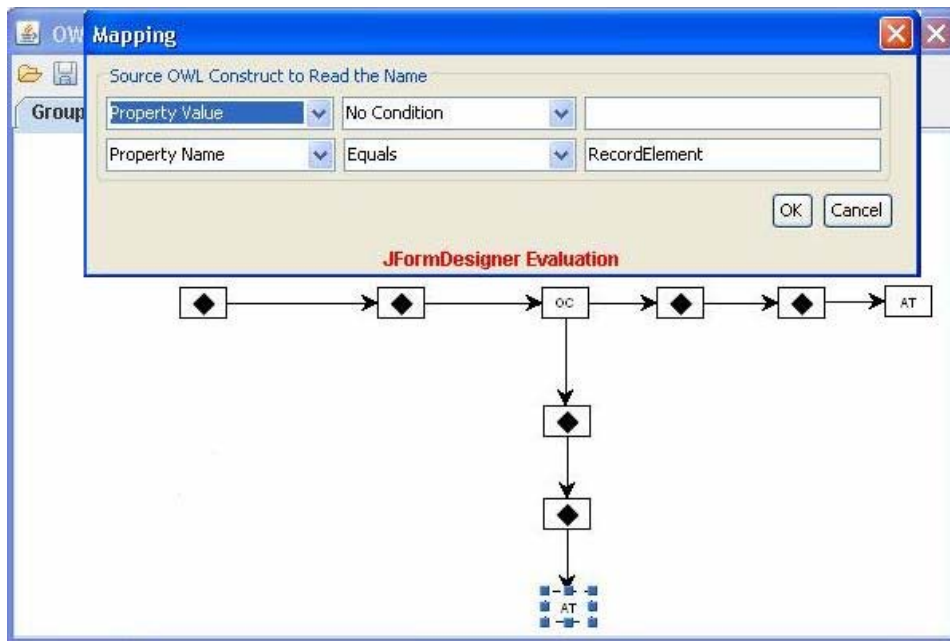 OW
Mapping
Source OWL Construct to Read the Name
Property Value No Condition
Property Name Equals RecordElement
Group
OK Cancel
JFormDesigner Evaluation
OC
AT
AT